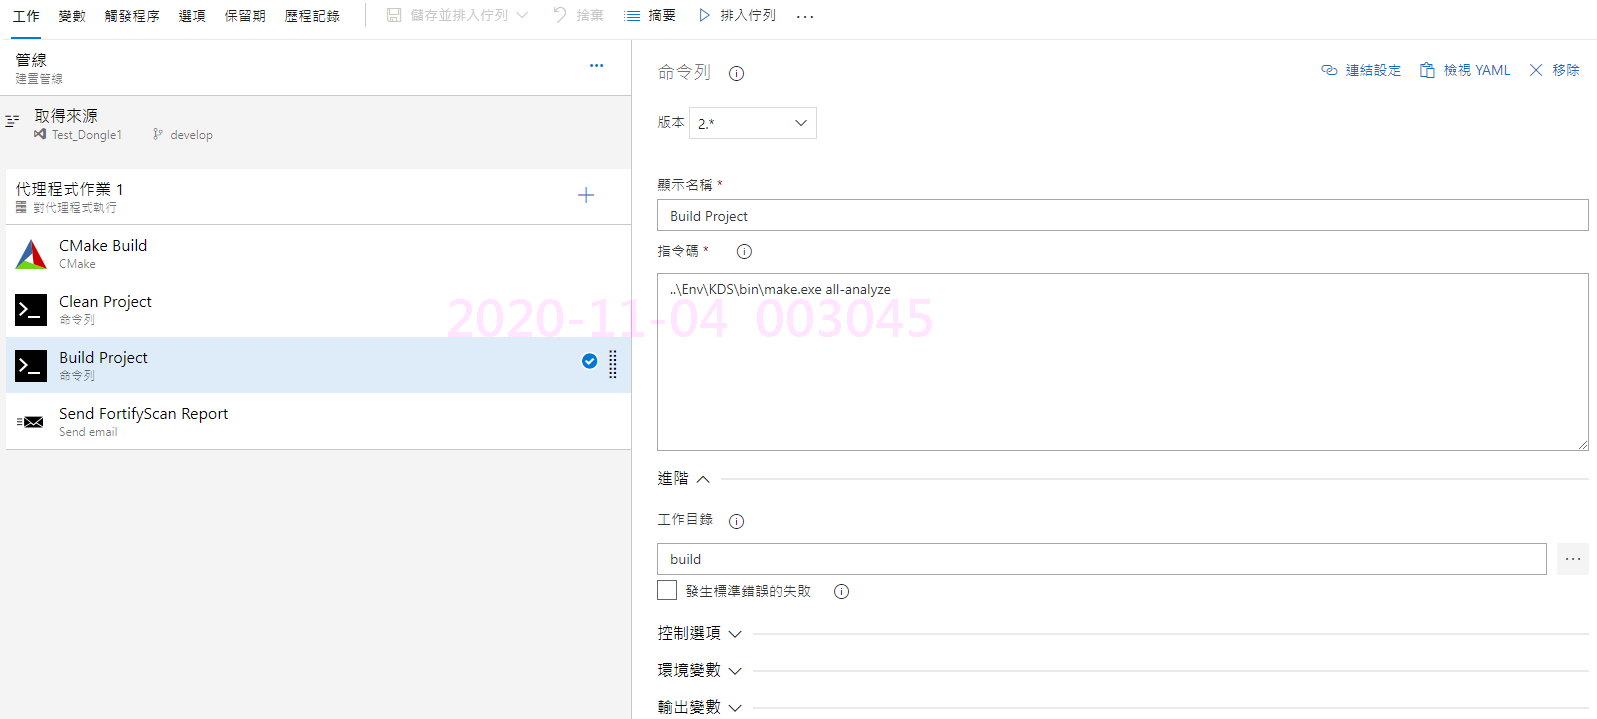 工作 變數 觸發程序 選項 保留期 歷程記錄 儲存並排入佇列 捨棄 摘要 排入佇列 ...
管線
建置管線
取得來源
Test_Dongle1 develop
代理程式作業 1
對代理程式執行
CMake Build
CMake
Clean Project
命令列
Build Project
命令列
Send FortifyScan Report
Send email
命令列
連結設定 檢視 YAML 移除
版本 2.*
顯示名稱 *
Build Project
指令碼 *
..\Env\KDS\bin\make.exe all-analyze
2020-11-04 003045
進階
工作目錄
build
發生標準錯誤的失敗
控制選項
環境變數
輸出變數